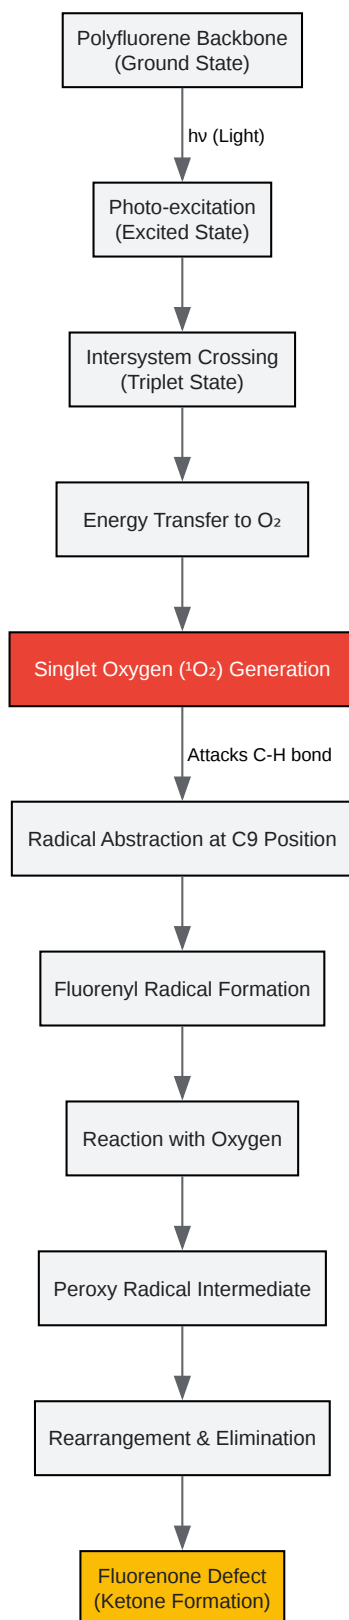 Polyfluorene Backbone
(Ground State)
hν (Light)
Photo-excitation
(Excited State)
Intersystem Crossing
(Triplet State)
Energy Transfer to O₂
Singlet Oxygen (¹O₂) Generation
Attacks C-H bond
Radical Abstraction at C9 Position
Fluorenyl Radical Formation
Reaction with Oxygen
Peroxy Radical Intermediate
Rearrangement & Elimination
Fluorenone Defect
(Ketone Formation)